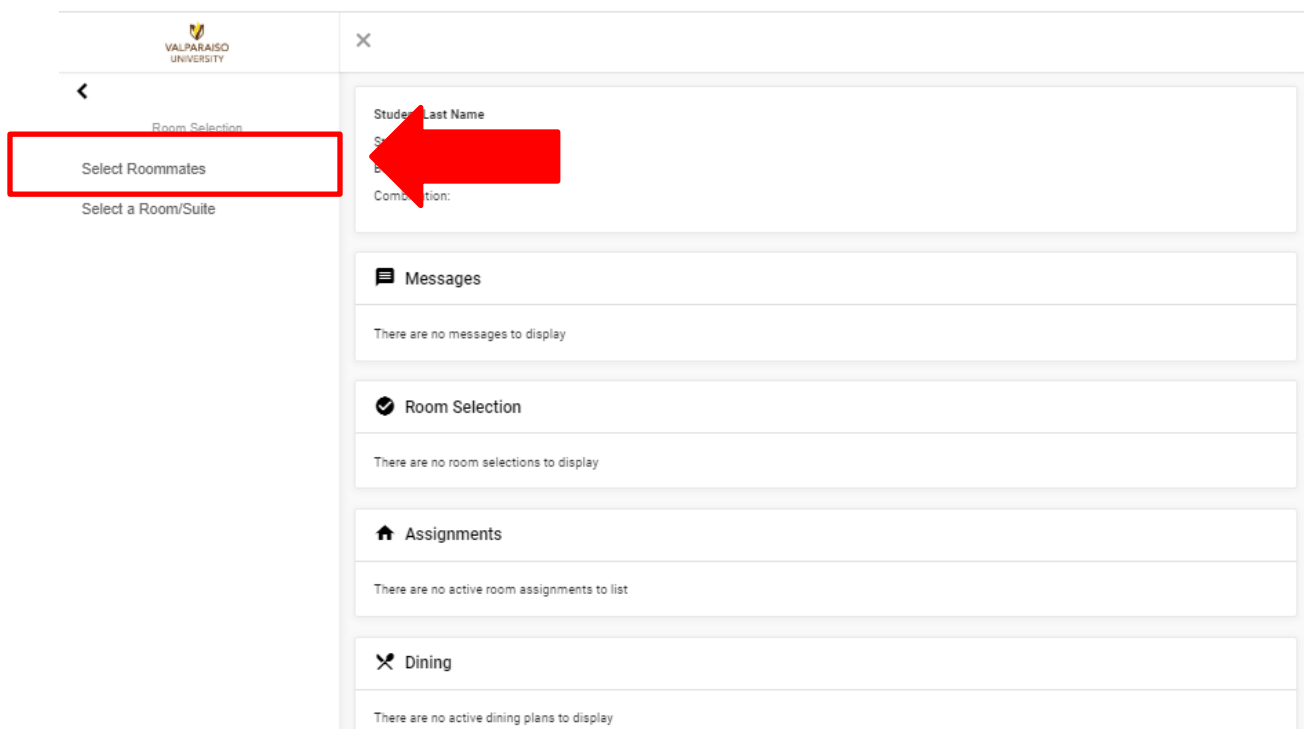 VALPARAISO
UNIVERSITY
Room Selection
Select Roommates
Select a Room/Suite
Student Last Name
Combination:
Messages
There are no messages to display
Room Selection
There are no room selections to display
Assignments
There are no active room assignments to list
Dining
There are no active dining plans to display